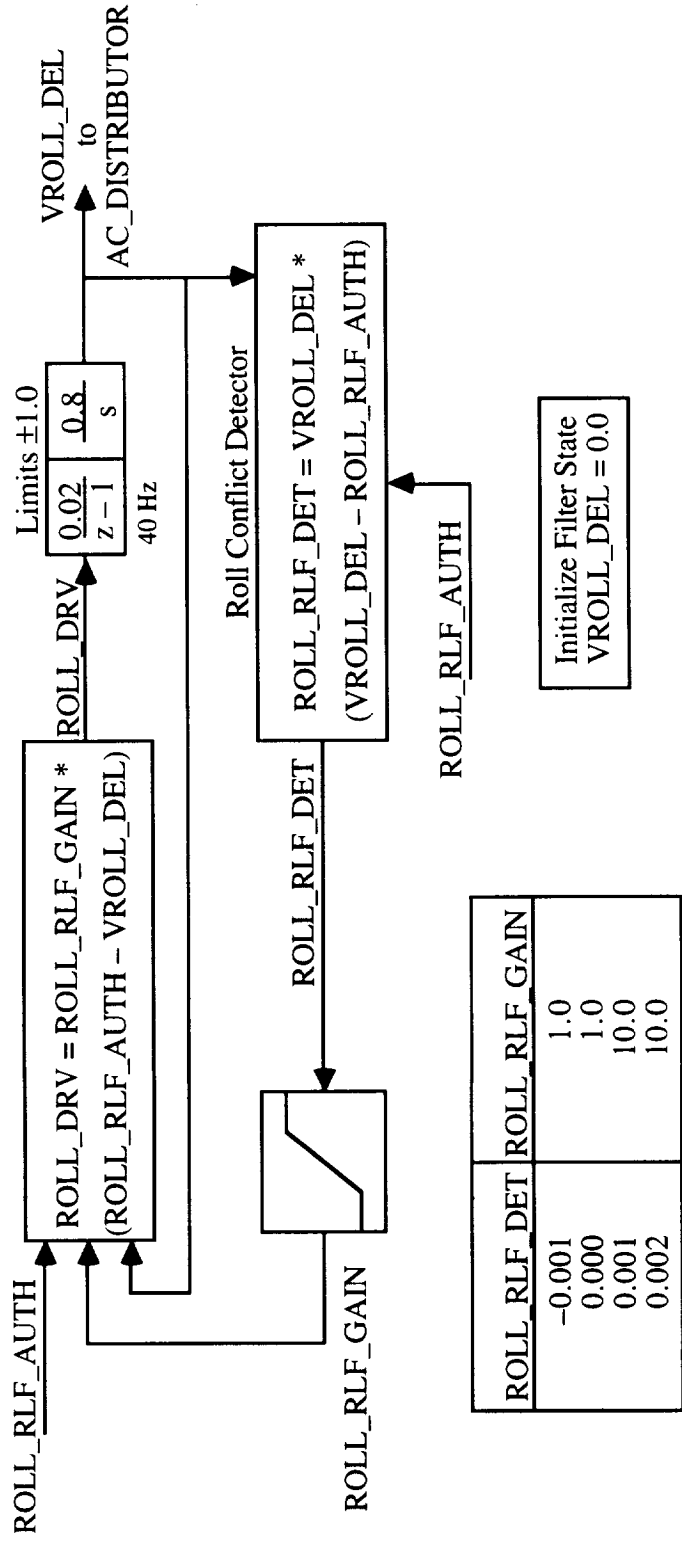 ROLL_RLF_AUTH
ROLL_DRV = ROLL_RLF_GAIN *
(ROLL_RLF_AUTH – VROLL_DEL)
ROLL_DRV
Limits ±1.0
0.02
z – 1
0.8
s
40 Hz
VROLL_DEL
to
AC_DISTRIBUTOR
Roll Conflict Detector
ROLL_RLF_DET = VROLL_DEL *
(VROLL_DEL – ROLL_RLF_AUTH)
ROLL_RLF_DET
ROLL_RLF_GAIN
ROLL_RLF_AUTH
ROLL_RLF_DET ROLL_RLF_GAIN
–0.001 1.0
0.000 1.0
0.001 10.0
0.002 10.0
Initialize Filter State
VROLL_DEL = 0.0